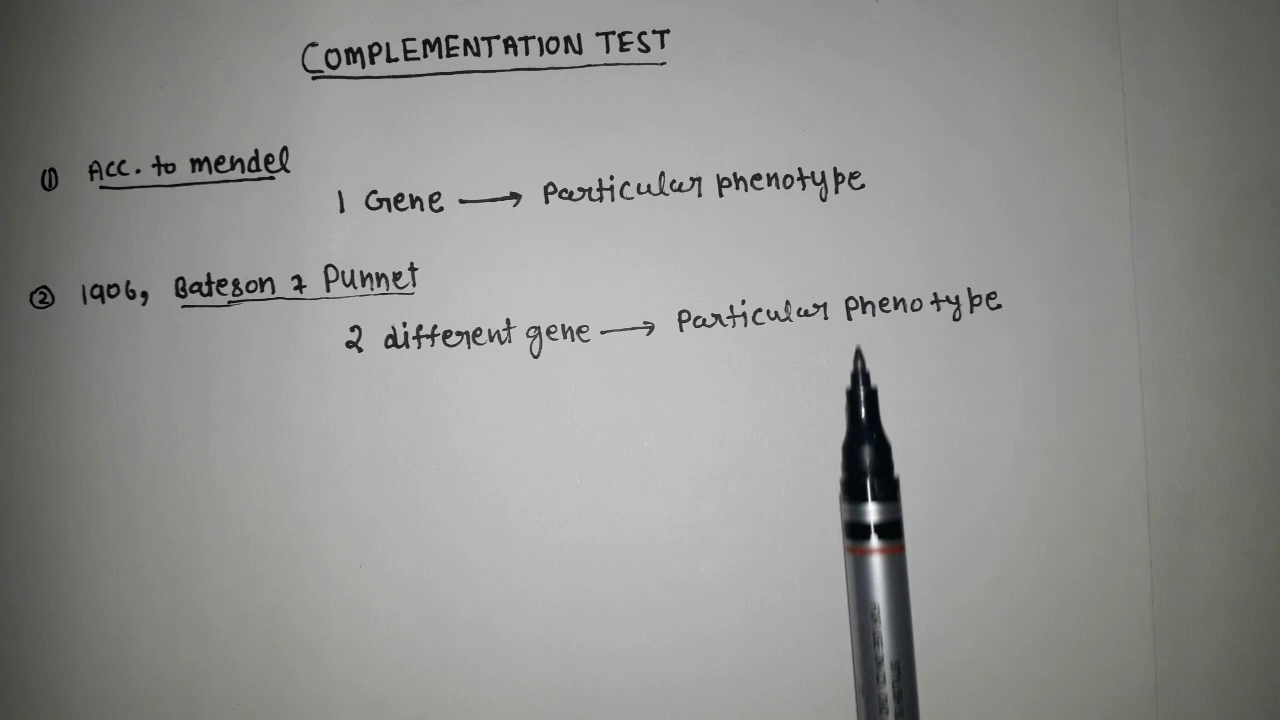 COMPLEMENTATION TEST
① Acc. to mendel
1 Gene → Particular phenotype
② 1906, Bateson & Punnet
2 different gene → Particular phenotype